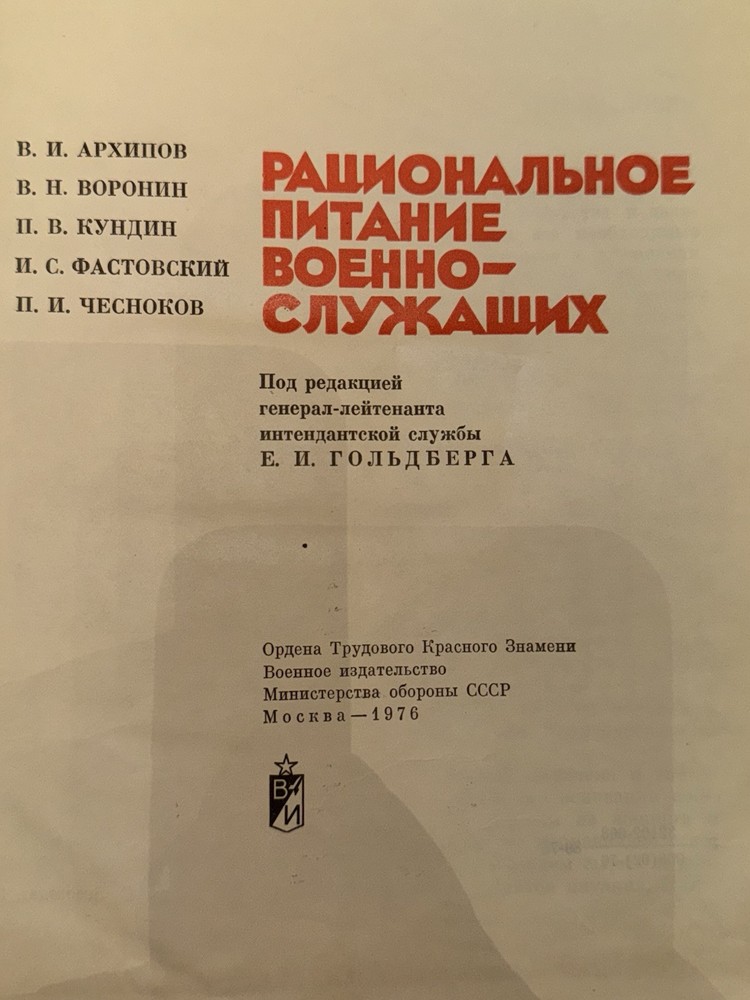 В. И. АРХИПОВ
В. Н. ВОРОНИН
П. В. КУНДИН
И. С. ФАСТОВСКИЙ
П. И. ЧЕСНОКОВ
РАЦИОНАЛЬНОЕ
ПИТАНИЕ
ВОЕННО-
СЛУЖАЩИХ
Под редакцией
генерал-лейтенанта
интендантской службы
Е. И. ГОЛЬДБЕРГА
Ордена Трудового Красного Знамени
Военное издательство
Министерства обороны СССР
Москва — 1976
В
И